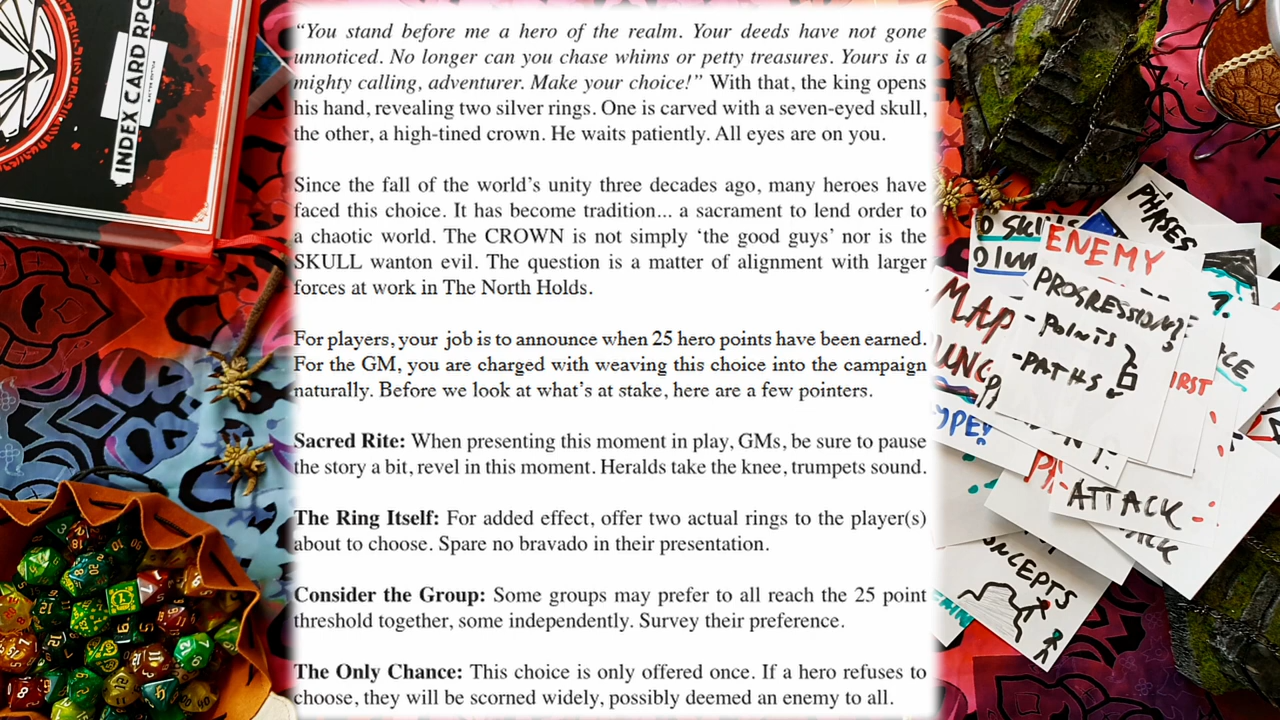 “You stand before me a hero of the realm. Your deeds have not gone
unnoticed. No longer can you chase whims or petty treasures. Yours is a
mighty calling, adventurer. Make your choice!” With that, the king opens
his hand, revealing two silver rings. One is carved with a seven-eyed skull,
the other, a high-tined crown. He waits patiently. All eyes are on you.
Since the fall of the world’s unity three decades ago, many heroes have
faced this choice. It has become tradition... a sacrament to lend order to
a chaotic world. The CROWN is not simply ‘the good guys’ nor is the
SKULL wanton evil. The question is a matter of alignment with larger
forces at work in The North Holds.
For players, your job is to announce when 25 hero points have been earned.
For the GM, you are charged with weaving this choice into the campaign
naturally. Before we look at what’s at stake, here are a few pointers.
Sacred Rite: When presenting this moment in play, GMs, be sure to pause
the story a bit, revel in this moment. Heralds take the knee, trumpets sound.
The Ring Itself: For added effect, offer two actual rings to the player(s)
about to choose. Spare no bravado in their presentation.
Consider the Group: Some groups may prefer to all reach the 25 point
threshold together, some independently. Survey their preference.
The Only Chance: This choice is only offered once. If a hero refuses to
choose, they will be scorned widely, possibly deemed an enemy to all.
INDEX CARD RPG
PHASES
ENEMY
PROGRESSION?
- POINTS
- PATHS
MAP
ATTACK